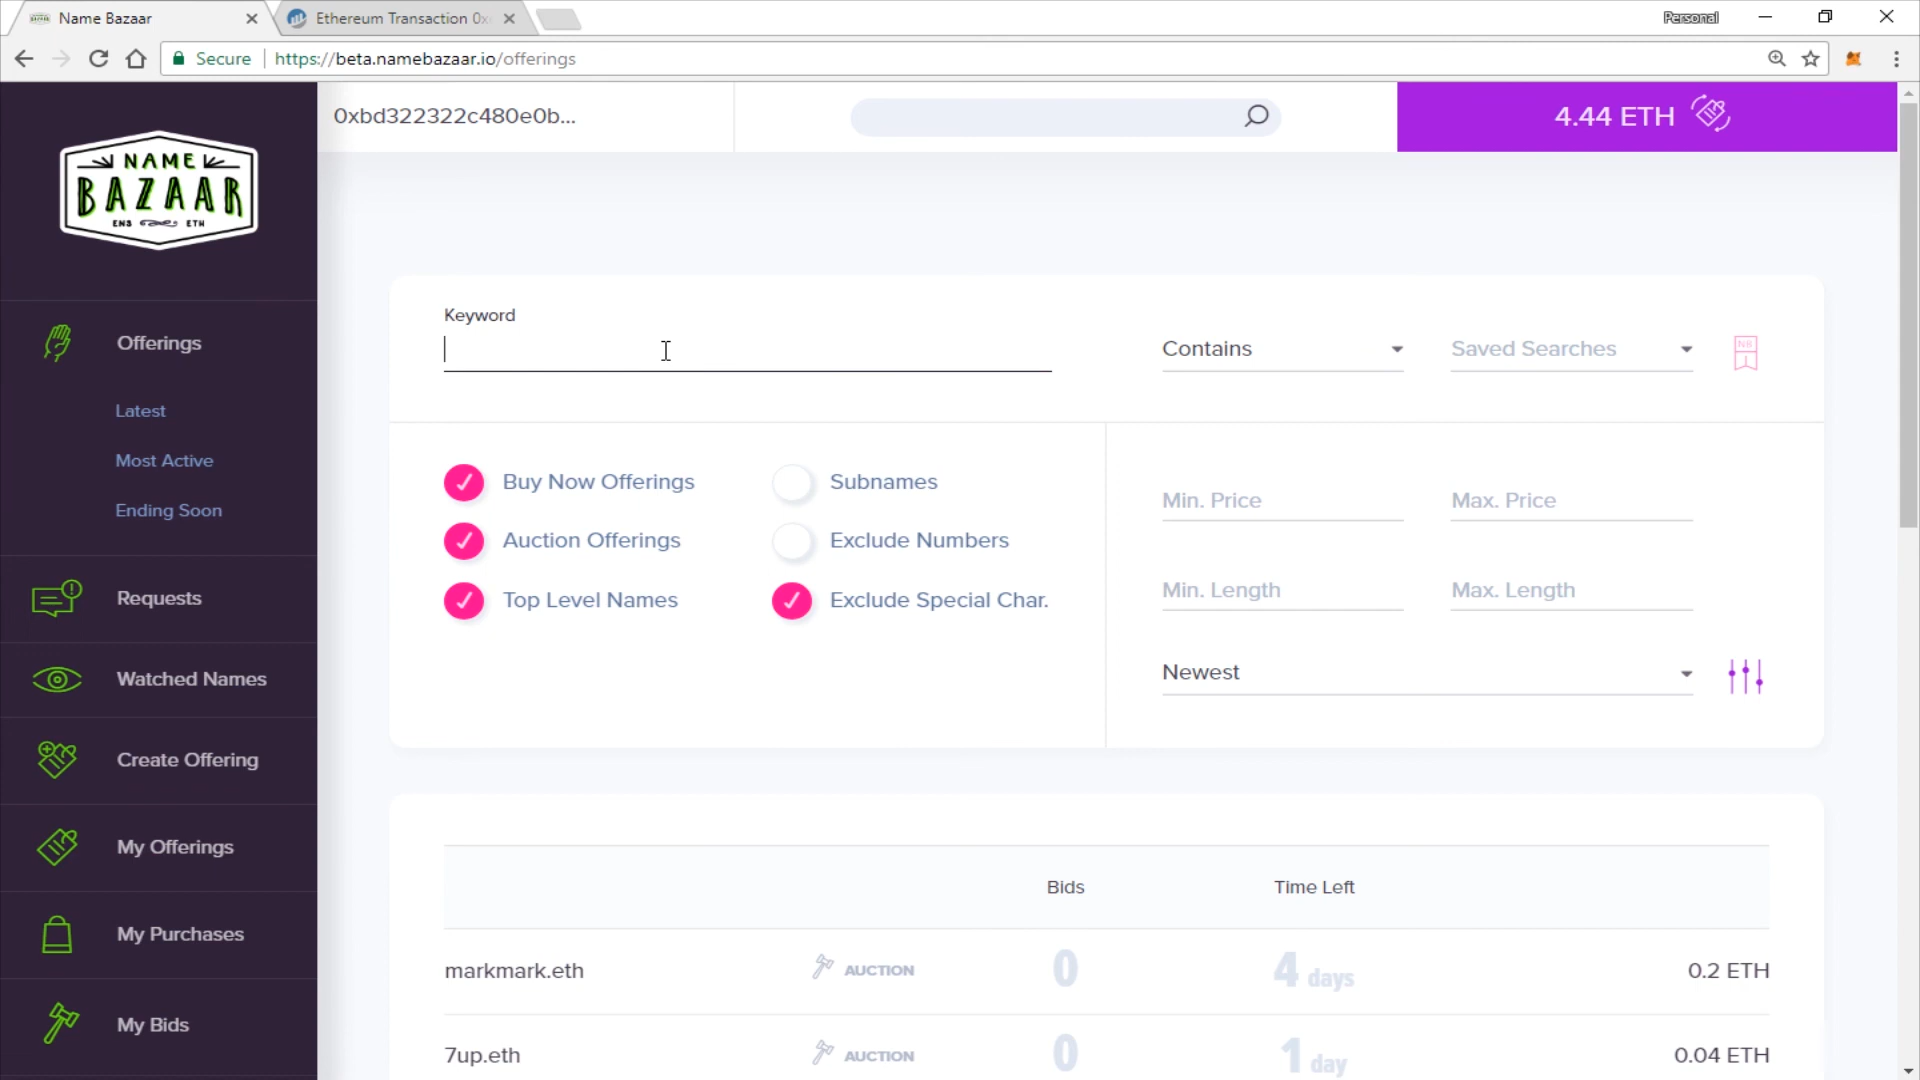 Name Bazaar
Ethereum Transaction 0x
Personal
Secure
https://beta.namebazaar.io/offerings
NAME
BAZAAR
ENS ETH
0xbd322322c480e0b...
4.44 ETH
Offerings
Latest
Most Active
Ending Soon
Requests
Watched Names
Create Offering
My Offerings
My Purchases
My Bids
Keyword
Contains
Saved Searches
NB
Buy Now Offerings
Subnames
Auction Offerings
Exclude Numbers
Top Level Names
Exclude Special Char.
Min. Price
Max. Price
Min. Length
Max. Length
Newest
Bids
Time Left
markmark.eth AUCTION 0 4 days 0.2 ETH
7up.eth AUCTION 0 1 day 0.04 ETH